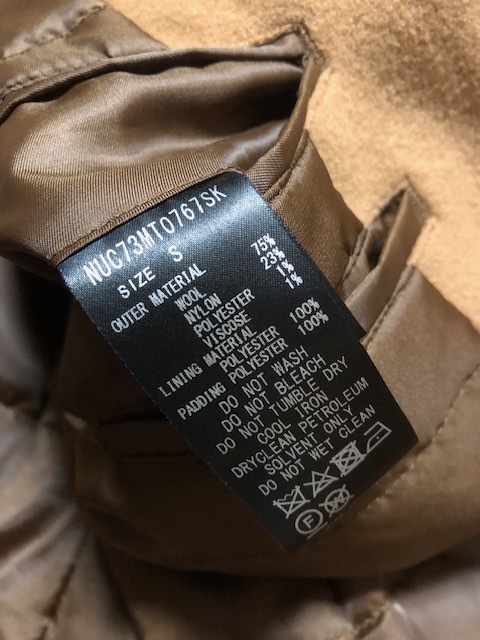 NUC73MT0767SK
SIZE S
OUTER MATERIAL
WOOL 75%
NYLON 23%
POLYESTER 1%
VISCOSE 1%
LINING MATERIAL
POLYESTER 100%
PADDING POLYESTER 100%
DO NOT WASH
DO NOT BLEACH
DO NOT TUMBLE DRY
COOL IRON
DRYCLEAN PETROLEUM
SOLVENT ONLY
DO NOT WET CLEAN
F